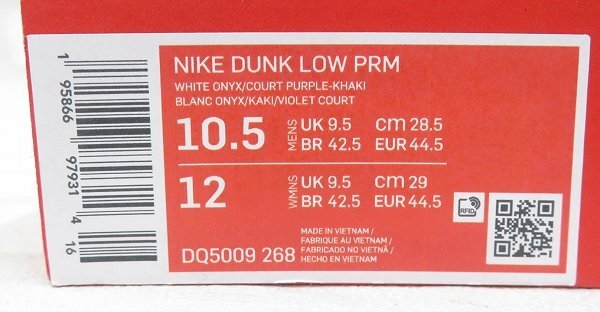 NIKE DUNK LOW PRM
WHITE ONYX/COURT PURPLE-KHAKI
BLANC ONYX/KAKI/VIOLET COURT
10.5 MENS UK 9.5 CM 28.5
BR 42.5 EUR 44.5
12 WMNS UK 9.5 CM 29
BR 42.5 EUR 44.5
RFID
DQ5009 268
MADE IN VIETNAM /
FABRIQUE AU VIETNAM /
FABRICADO NO VIETNÃ /
HECHO EN VIETNAM
1 95866 97931 4 16